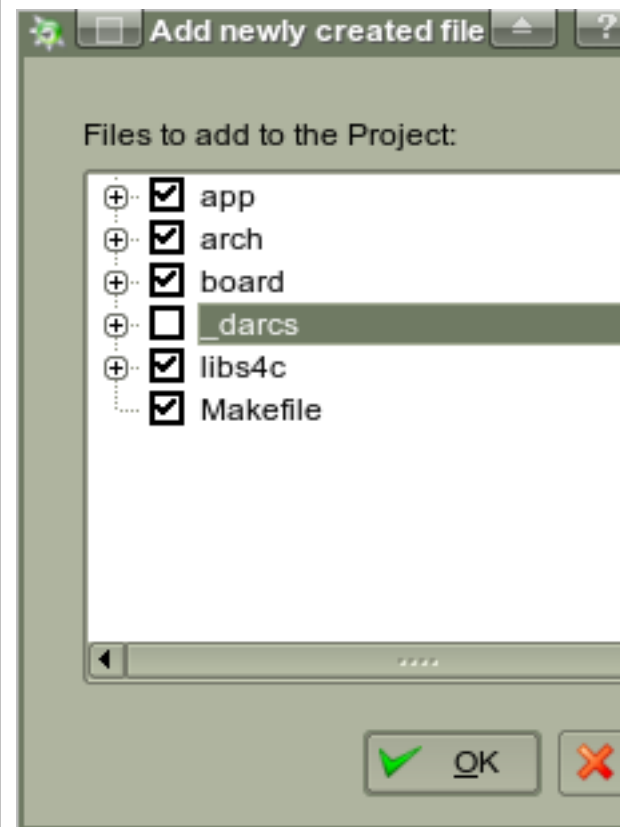 Add newly created file
?
Files to add to the Project:
app
arch
board
_darcs
libs4c
Makefile
OK